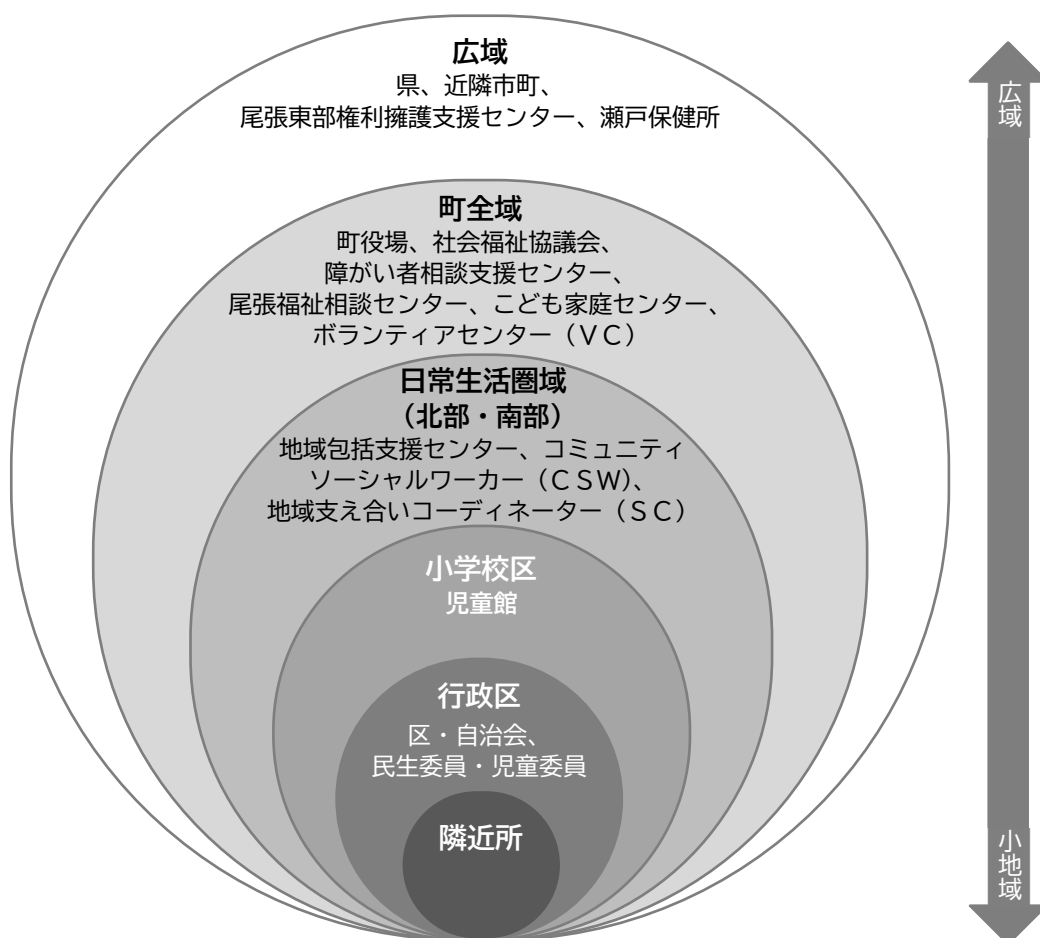 広域
県、近隣市町、
尾張東部権利擁護支援センター、瀬戸保健所
町全域
町役場、社会福祉協議会、
障がい者相談支援センター、
尾張福祉相談センター、こども家庭センター、
ボランティアセンター（ＶＣ）
日常生活圏域
（北部・南部）
地域包括支援センター、コミュニティ
ソーシャルワーカー（ＣＳＷ）、
地域支え合いコーディネーター（ＳＣ）
小学校区
児童館
行政区
区・自治会、
民生委員・児童委員
隣近所
広域
小地域